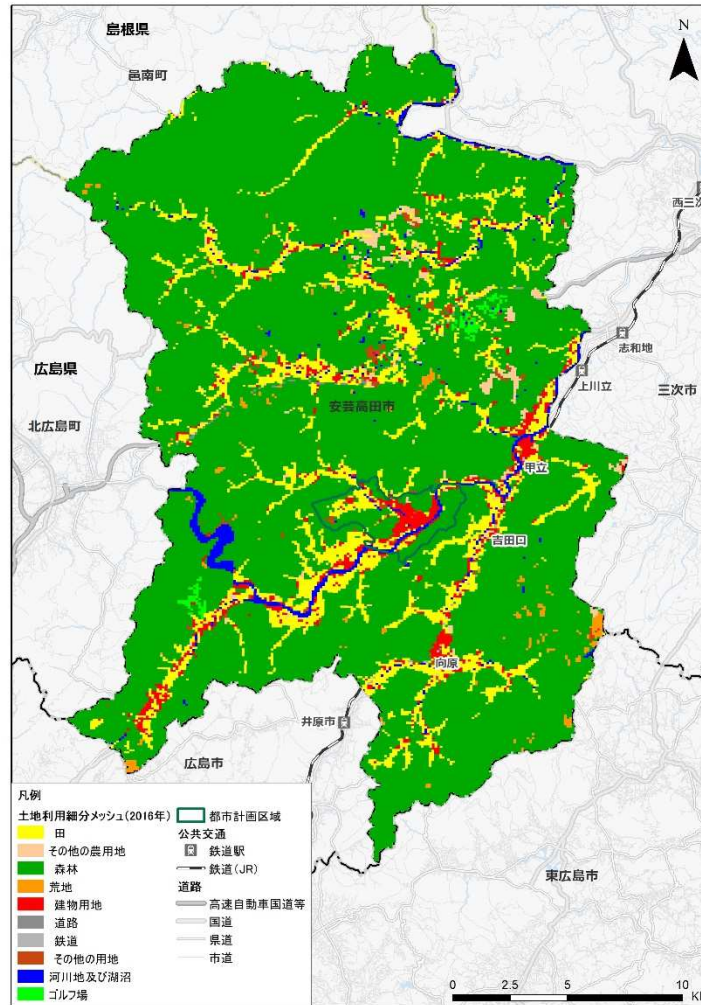 島根県
邑南町
N
西三次
志和地
上川立
三次市
広島県
北広島町
安芸高田市
甲立
吉田口
向原
井原市
広島市
東広島市
凡例
土地利用細分メッシュ(2016年)
田
その他の農用地
森林
荒地
建物用地
道路
鉄道
その他の用地
河川地及び湖沼
ゴルフ場
都市計画区域
公共交通
鉄道駅
鉄道(JR)
道路
高速自動車国道等
国道
県道
市道
0 2.5 5 10